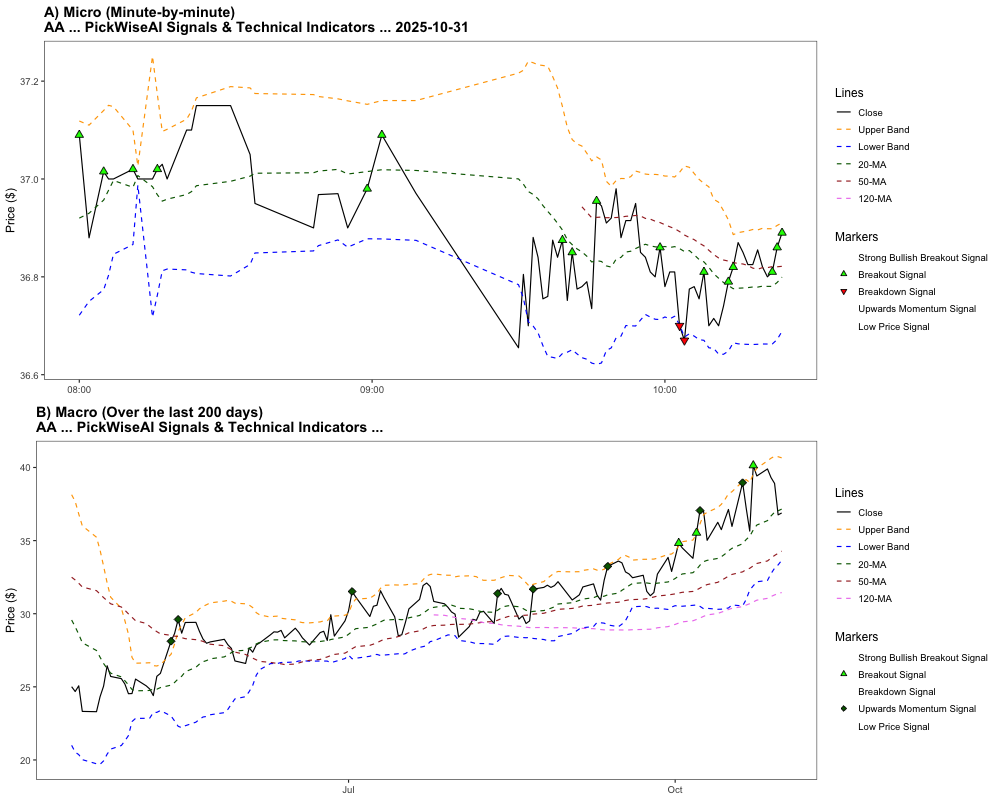 A) Micro (Minute-by-minute)
AA ... PickWiseAI Signals & Technical Indicators ... 2025-10-31
Price ($)
37.2
37.0
36.8
36.6
08:00
09:00
10:00
Lines
Close
Upper Band
Lower Band
20-MA
50-MA
120-MA
Markers
Strong Bullish Breakout Signal
Breakout Signal
Breakdown Signal
Upwards Momentum Signal
Low Price Signal
B) Macro (Over the last 200 days)
AA ... PickWiseAI Signals & Technical Indicators ...
Price ($)
40
35
30
25
20
Jul
Oct
Lines
Close
Upper Band
Lower Band
20-MA
50-MA
120-MA
Markers
Strong Bullish Breakout Signal
Breakout Signal
Breakdown Signal
Upwards Momentum Signal
Low Price Signal